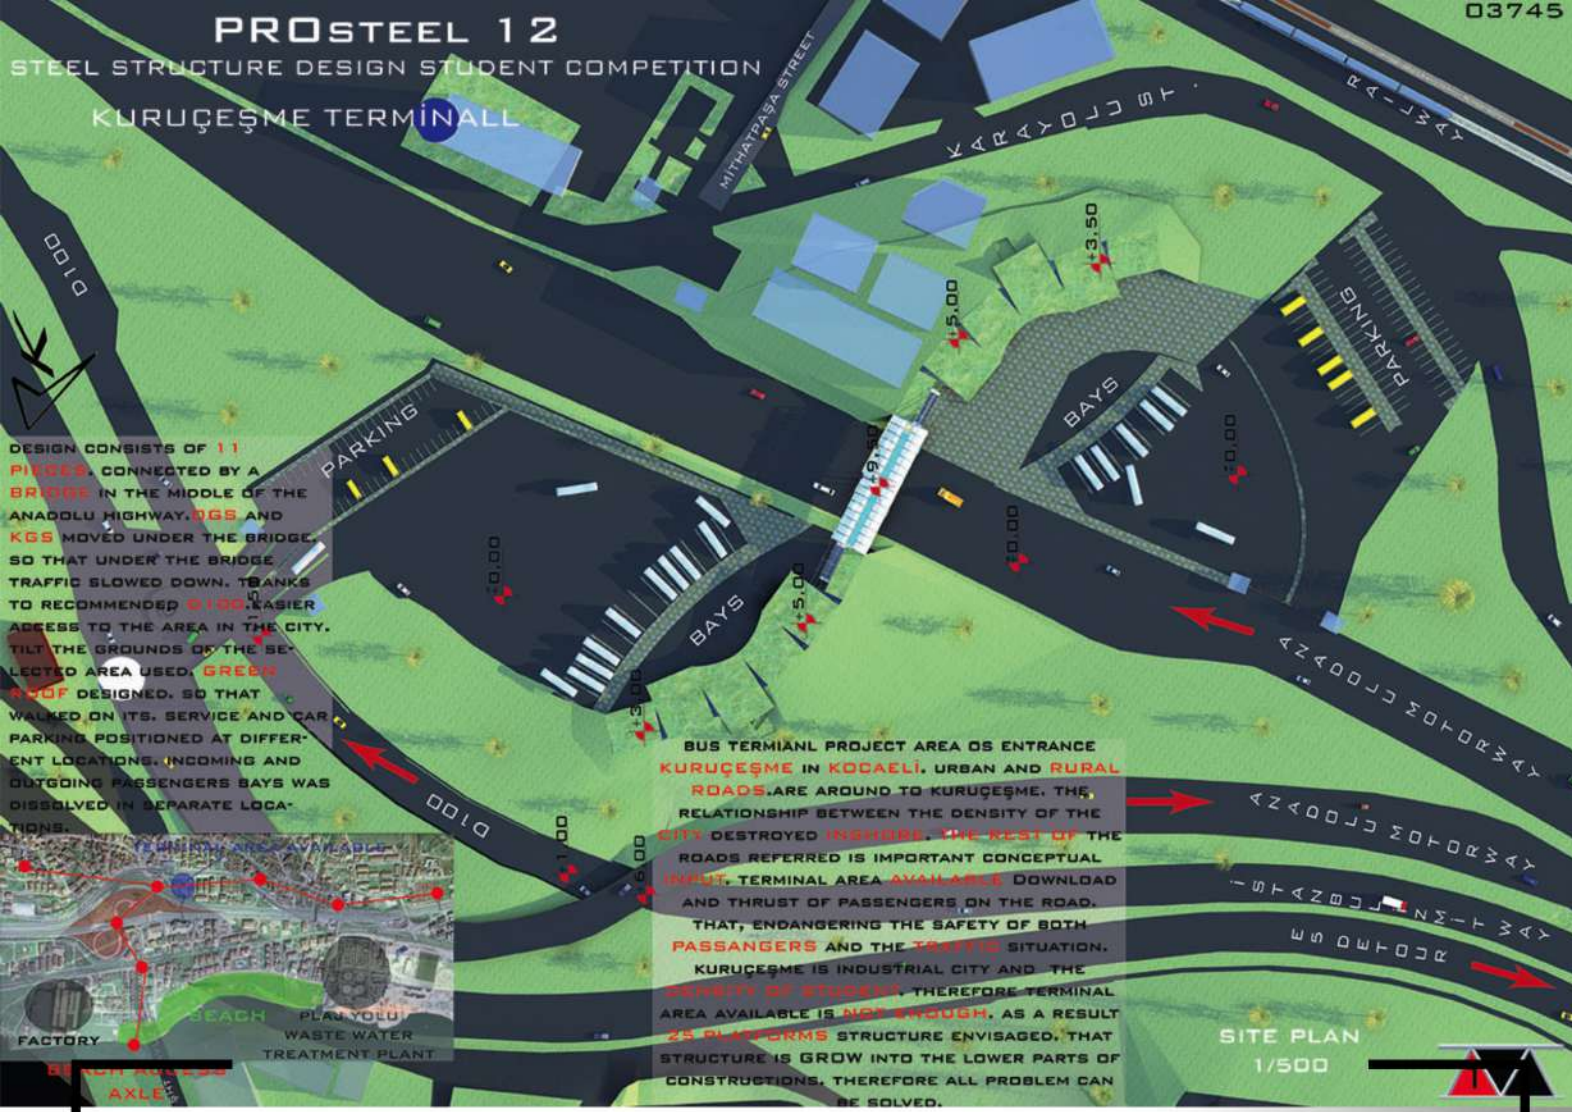 PROSTEEL 12
STEEL STRUCTURE DESIGN STUDENT COMPETITION
KURUÇEŞME TERMİNALL
03745
MİTHATPAŞA STREET
KARAYOLU ST.
RAILWAY
D100
PARKING
BAYS
+3,50
+5,00
+9,50
±0,00
PARKING
BAYS
±0,00
±0,00
+5,00
+3,00
ANADOLU MOTORWAY
DESIGN CONSISTS OF 11
PIECES. CONNECTED BY A
BRIDGE IN THE MIDDLE OF THE
ANADOLU HIGHWAY.OGS AND
KGS MOVED UNDER THE BRIDGE.
SO THAT UNDER THE BRIDGE
TRAFFIC SLOWED DOWN. THANKS
TO RECOMMENDED D100.EASIER
ACCESS TO THE AREA IN THE CITY.
TILT THE GROUNDS OF THE SE-
LECTED AREA USED. GREEN
ROOF DESIGNED. SO THAT
WALKED ON ITS. SERVICE AND CAR
PARKING POSITIONED AT DIFFER-
ENT LOCATIONS. INCOMING AND
OUTGOING PASSENGERS BAYS WAS
DISSOLVED IN SEPARATE LOCA-
TIONS.
D100
BUS TERMIANL PROJECT AREA OS ENTRANCE
KURUÇEŞME IN KOCAELİ. URBAN AND RURAL
ROADS.ARE AROUND TO KURUÇEŞME. THE
RELATIONSHIP BETWEEN THE DENSITY OF THE
CITY DESTROYED INSHORE. THE REST OF THE
ROADS REFERRED IS IMPORTANT CONCEPTUAL
INPUT. TERMINAL AREA AVAILABLE DOWNLOAD
AND THRUST OF PASSENGERS ON THE ROAD.
THAT, ENDANGERING THE SAFETY OF BOTH
PASSANGERS AND THE TRAFFIC SITUATION.
KURUÇEŞME IS INDUSTRIAL CITY AND THE
DENSITY OF STUDENT. THEREFORE TERMINAL
AREA AVAILABLE IS NOT ENOUGH. AS A RESULT
25 PLATFORMS STRUCTURE ENVISAGED. THAT
STRUCTURE IS GROW INTO THE LOWER PARTS OF
CONSTRUCTIONS. THEREFORE ALL PROBLEM CAN
BE SOLVED.
ANADOLU MOTORWAY
İSTANBUL İZMİT WAY
ES DETOUR
TERMINAL AREA AVAILABLE
BEACH
FACTORY
PLAJ YOLU
WASTE WATER
TREATMENT PLANT
BEACH ACCESS
AXLE
SITE PLAN
1/500